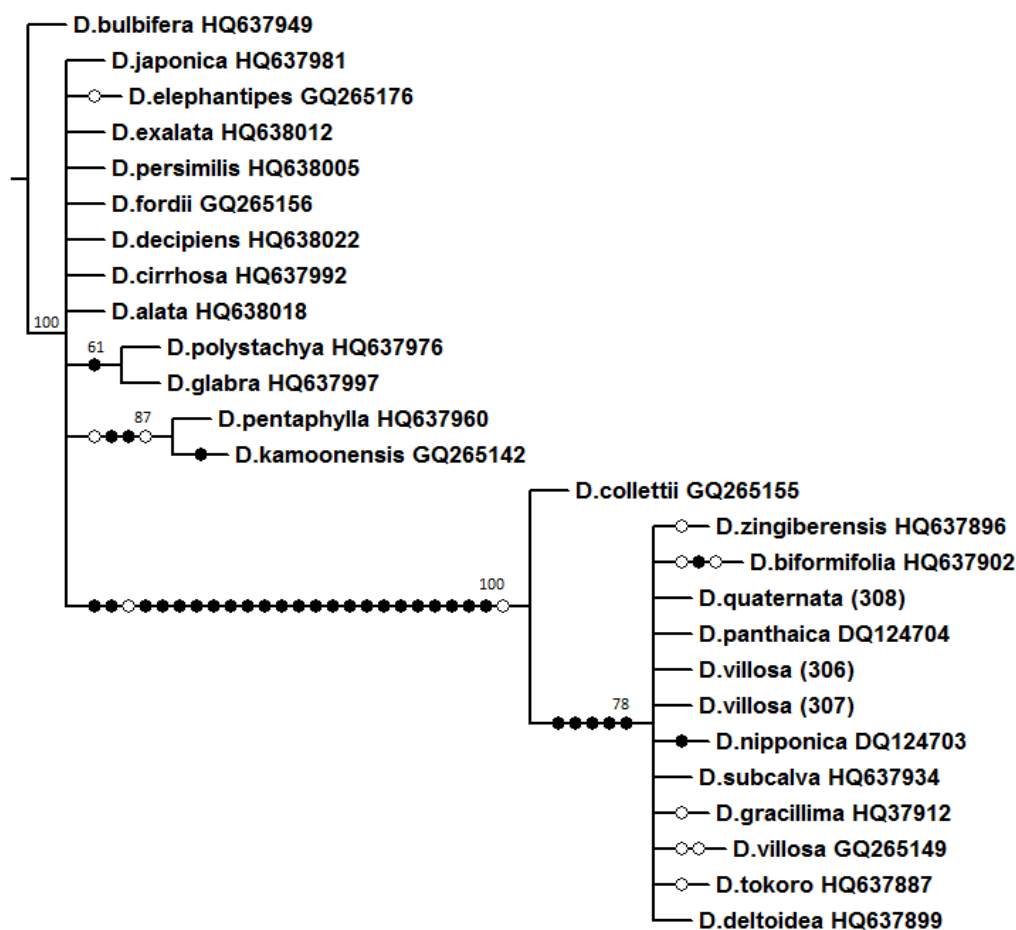 D.bulbifera HQ637949
D.japonica HQ637981
D.elephantipes GQ265176
D.exalata HQ638012
D.persimilis HQ638005
D.fordii GQ265156
D.decipiens HQ638022
D.cirrhosa HQ637992
D.alata HQ638018
100
61
D.polystachya HQ637976
D.glabra HQ637997
87
D.pentaphylla HQ637960
D.kamoonensis GQ265142
D.collettii GQ265155
D.zingiberensis HQ637896
D.biformifolia HQ637902
100
D.quaternata (308)
D.panthaica DQ124704
D.villosa (306)
D.villosa (307)
78
D.nipponica DQ124703
D.subcalva HQ637934
D.gracillima HQ37912
D.villosa GQ265149
D.tokoro HQ637887
D.deltoidea HQ637899